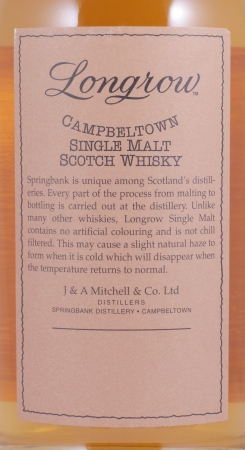 Longrow™
CAMPBELTOWN
SINGLE MALT
SCOTCH WHISKY
Springbank is unique among Scotland's distill-
eries. Every part of the process from malting to
bottling is carried out at the distillery. Unlike
many other whiskies, Longrow Single Malt
contains no artificial colouring and is not chill
filtered. This may cause a slight natural haze to
form when it is cold which will disappear when
the temperature returns to normal.
J & A Mitchell & Co. Ltd
DISTILLERS
SPRINGBANK DISTILLERY • CAMPBELTOWN